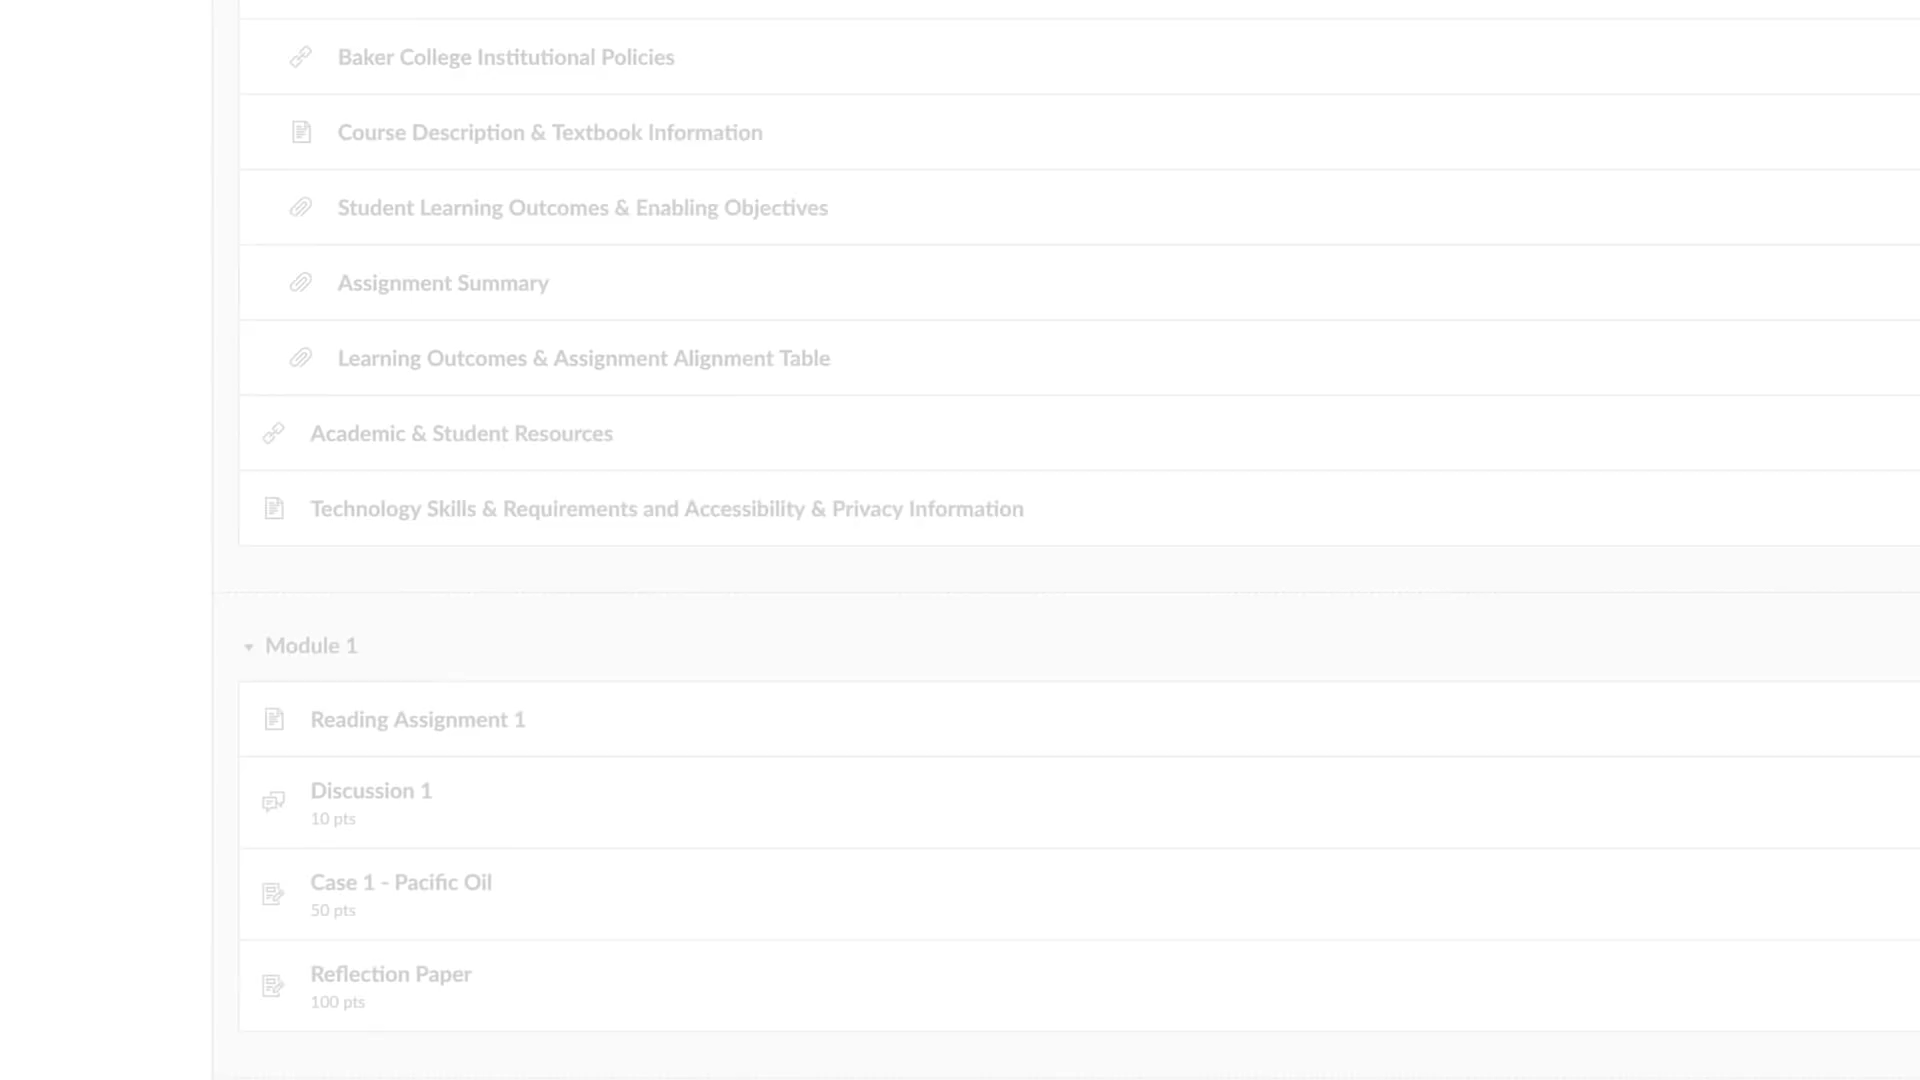 Baker College Institutional Policies
Course Description & Textbook Information
Student Learning Outcomes & Enabling Objectives
Assignment Summary
Learning Outcomes & Assignment Alignment Table
Academic & Student Resources
Technology Skills & Requirements and Accessibility & Privacy Information
Module 1
Reading Assignment 1
Discussion 1
10 pts
Case 1 - Pacific Oil
50 pts
Reflection Paper
100 pts